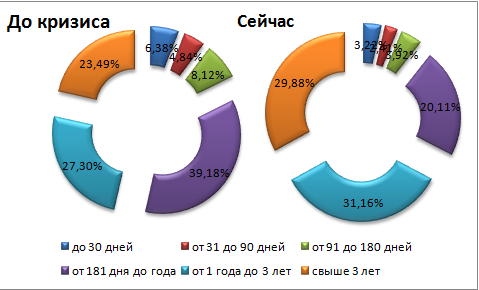 До кризиса
6,38%
4,84%
8,12%
39,18%
27,30%
23,49%
Сейчас
3,22%
20,11%
31,16%
29,88%
до 30 дней
от 31 до 90 дней
от 91 до 180 дней
от 181 дня до года
от 1 года до 3 лет
свыше 3 лет